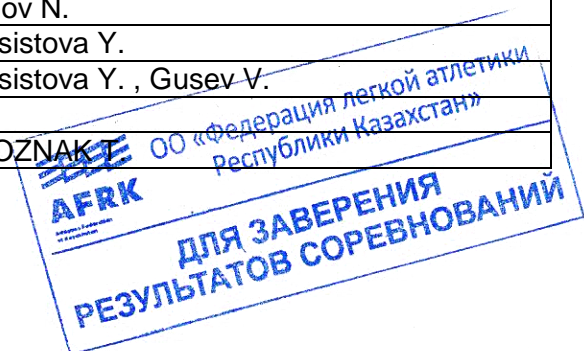 ov N.
sistova Y.
sistova Y. , Gusev V.
OZNAK T.
ОО «Федерация легкой атлетики
Республики Казахстан»
AFRK
ДЛЯ ЗАВЕРЕНИЯ
РЕЗУЛЬТАТОВ СОРЕВНОВАНИЙ